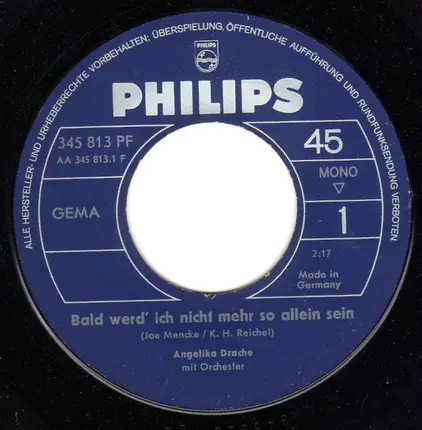 ALLE HERSTELLER- UND URHEBERRECHTE VORBEHALTEN; ÜBERSPIELUNG, ÖFFENTLICHE AUFFÜHRUNG UND RUNDFUNKSENDUNG VERBOTEN.
PHILIPS
PHILIPS
345 813 PF
AA 345 813.1 F
45
MONO
GEMA
1
2:17
Made in
Germany
Bald werd' ich nicht mehr so allein sein
(Joe Mencke / K. H. Reichel)
Angelika Drache
mit Orchester